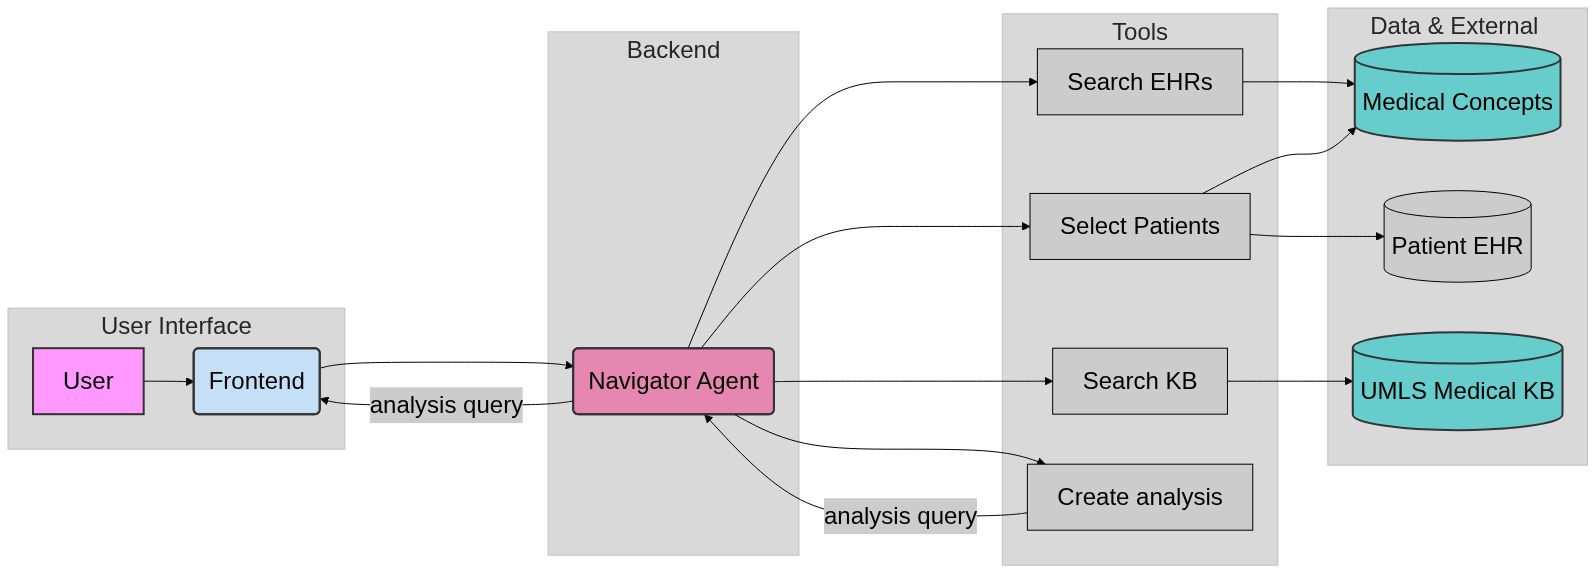 User Interface
User
Frontend
analysis query
Backend
Navigator Agent
analysis query
Tools
Search EHRs
Select Patients
Search KB
Create analysis
Data & External
Medical Concepts
Patient EHR
UMLS Medical KB